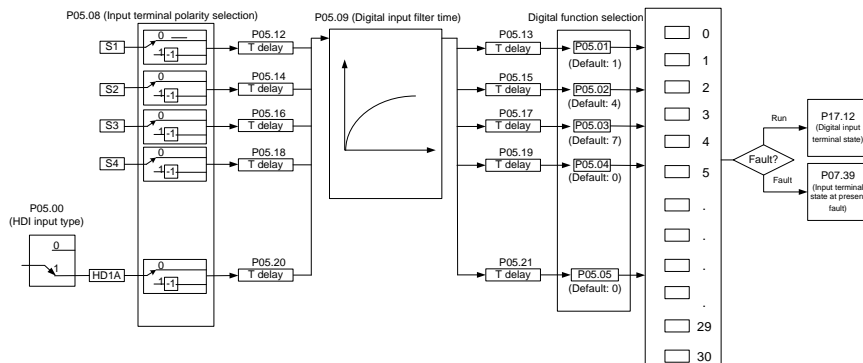 P05.08 (Input terminal polarity selection)
P05.09 (Digital input filter time)
Digital function selection
S1
0
1
-1
P05.12
T delay
P05.13
T delay
P05.01
(Default: 1)
S2
0
1
-1
P05.14
T delay
P05.15
T delay
P05.02
(Default: 4)
S3
0
1
-1
P05.16
T delay
P05.17
T delay
P05.03
(Default: 7)
S4
0
1
-1
P05.18
T delay
P05.19
T delay
P05.04
(Default: 0)
P05.00
(HDI input type)
0
1
HD1A
0
1
-1
P05.20
T delay
P05.21
T delay
P05.05
(Default: 0)
0
1
2
3
4
5
.
.
.
.
29
30
Fault?
Run
Fault
P17.12
(Digital input
terminal state)
P07.39
(Input terminal
state at present
fault)